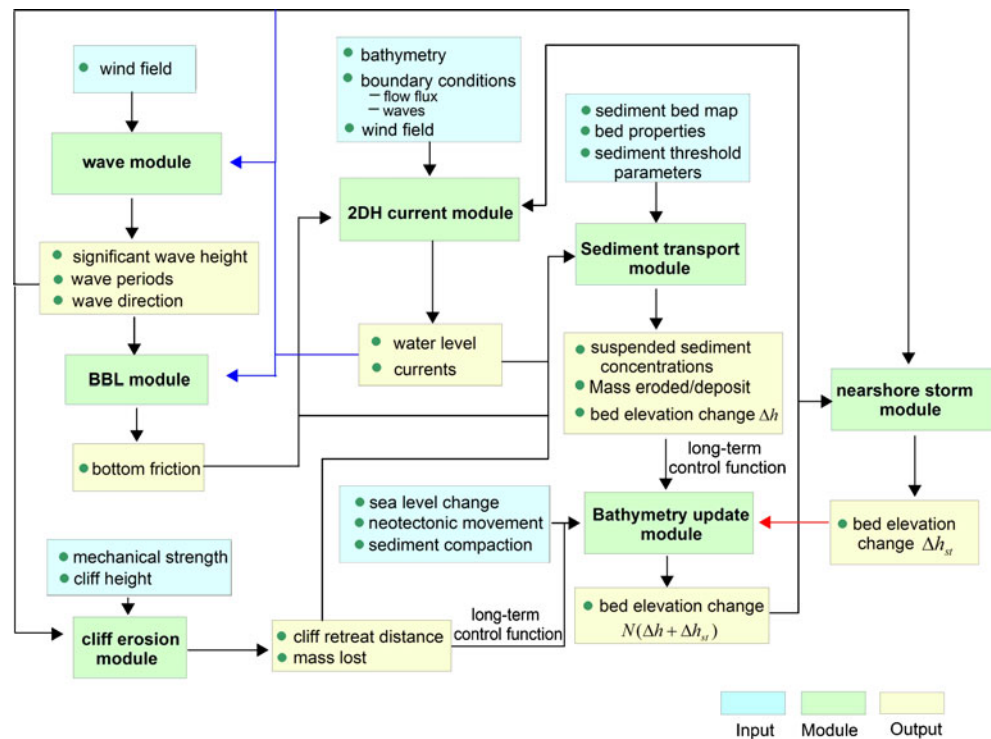 wind field
wave module
significant wave height
wave periods
wave direction
BBL module
bottom friction
mechanical strength
cliff height
cliff erosion
module
cliff retreat distance
mass lost
long-term
control function
bathymetry
boundary conditions
– flow flux
– waves
wind field
2DH current module
water level
currents
sea level change
neotectonic movement
sediment compaction
sediment bed map
bed properties
sediment threshold
parameters
Sediment transport
module
suspended sediment
concentrations
Mass eroded/deposit
bed elevation change Δh
long-term
control function
Bathymetry update
module
bed elevation change
N(Δh + Δh_st)
nearshore storm
module
bed elevation
change Δh_st
Input
Module
Output